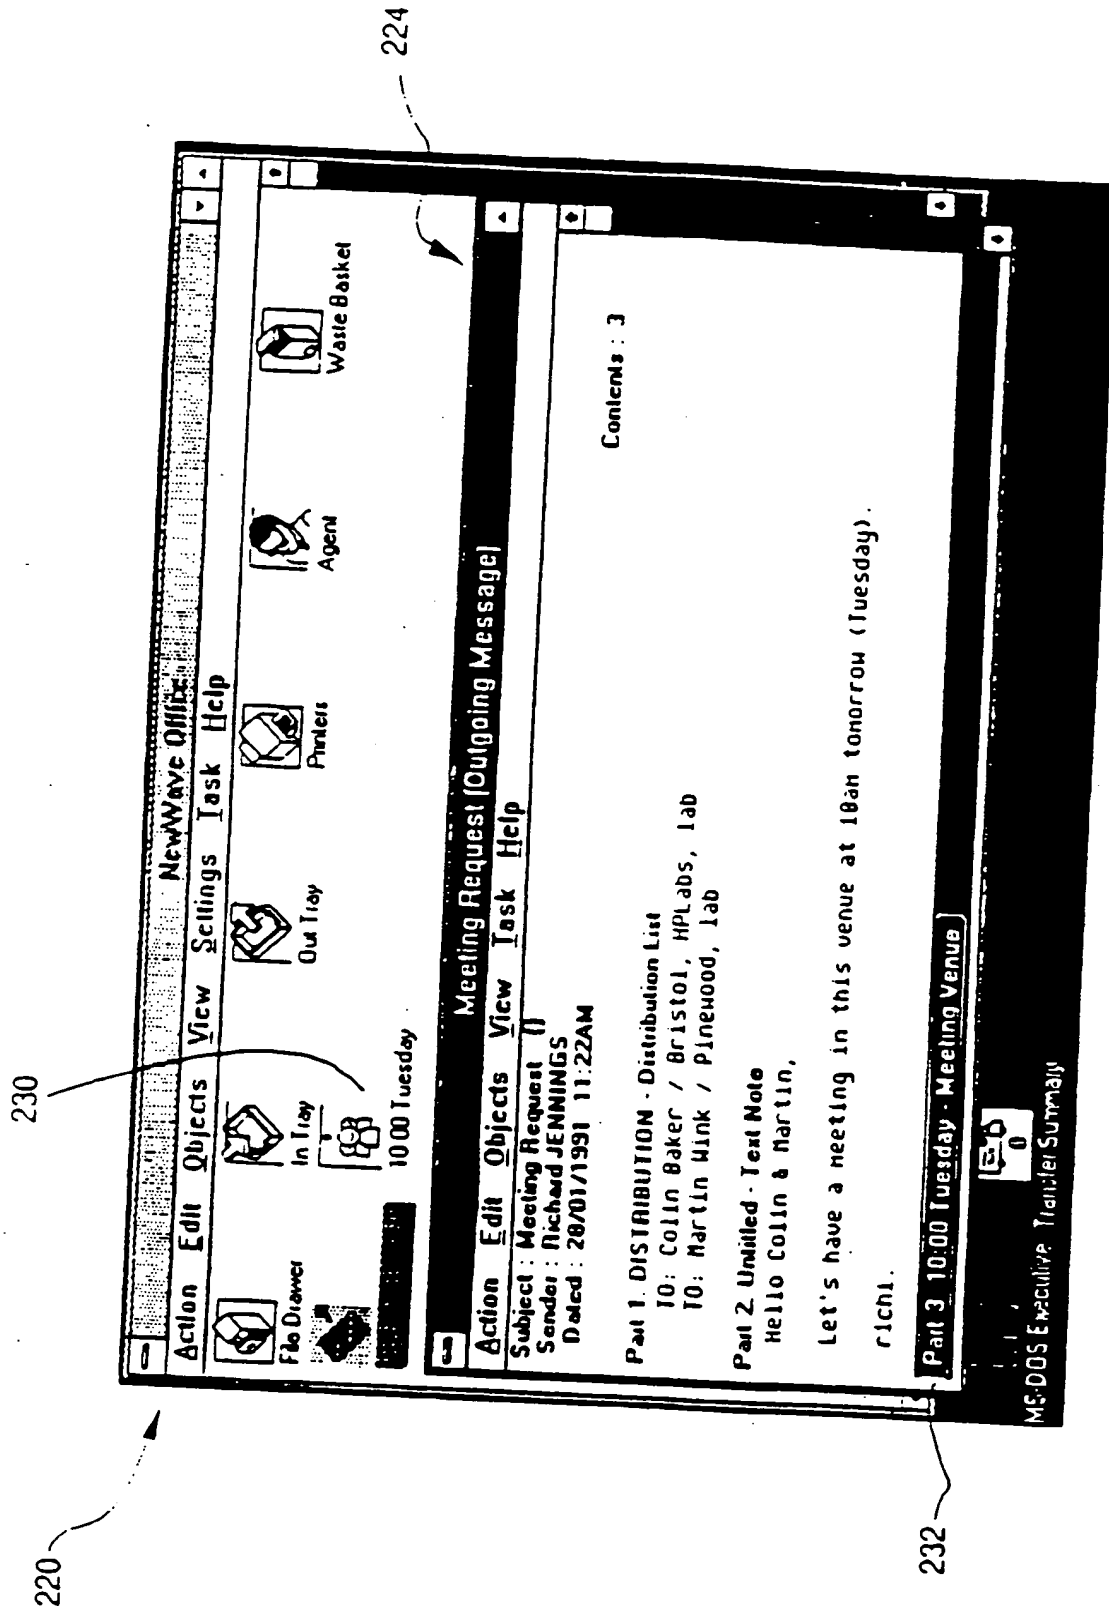 220
230
224
232
NewWave Office
Action Edit Objects View Settings Task Help
File Drawer
In Tray
Out Tray
Printers
Agent
Waste Basket
10 00 Tuesday
Meeting Request [Outgoing Message]
Action Edit Objects View Task Help
Subject : Meeting Request []
Sender : Richard JENNINGS
Dated : 28/01/1991 11:22AM
Contents : 3
Part 1. DISTRIBUTION - Distribution List
TO: Colin Baker / Bristol, HPLabs, lab
TO: Martin Wink / Pinewood, lab
Part 2. Untitled - Text Note
Hello Colin & Martin,
Let's have a meeting in this venue at 10am tomorrow (Tuesday).
richi.
Part 3 10:00 Tuesday - Meeting Venue
0
MS-DOS Executive Transfer Summary